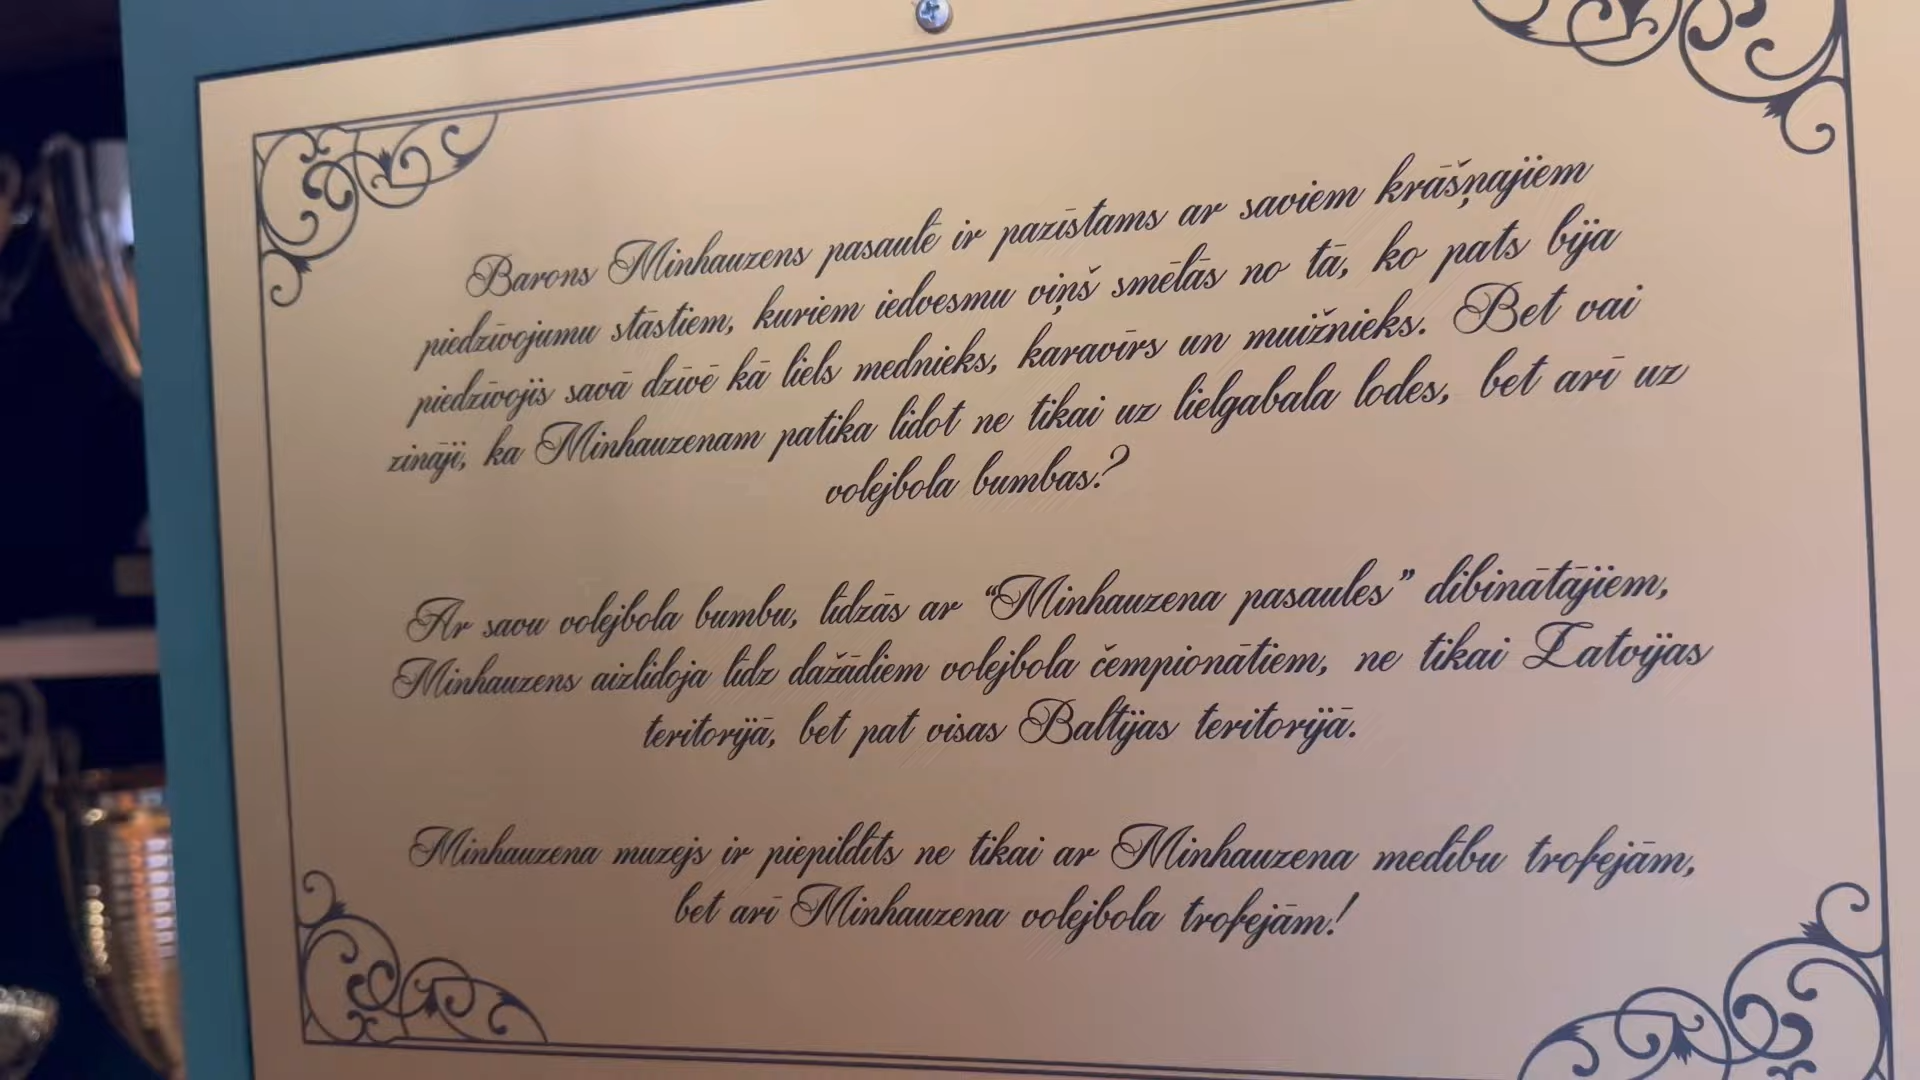 Barons Minhauzens pasaulē ir pazīstams ar saviem krāšņajiem
piedzīvojumu stāstiem, kuriem iedvesmu viņš smēlās no tā, ko pats bija
piedzīvojis savā dzīvē kā liels mednieks, karavīrs un muižnieks. Bet vai
zināji, ka Minhauzenam patika lidot ne tikai uz lielgabala lodes, bet arī uz
volejbola bumbas?
Ar savu volejbola bumbu, līdzās ar “Minhauzena pasaules” dibinātājiem,
Minhauzens aizlidoja līdz dažādiem volejbola čempionātiem, ne tikai Latvijas
teritorijā, bet pat visas Baltijas teritorijā.
Minhauzena muzejs ir piepildīts ne tikai ar Minhauzena medību trofejām,
bet arī Minhauzena volejbola trofejām!